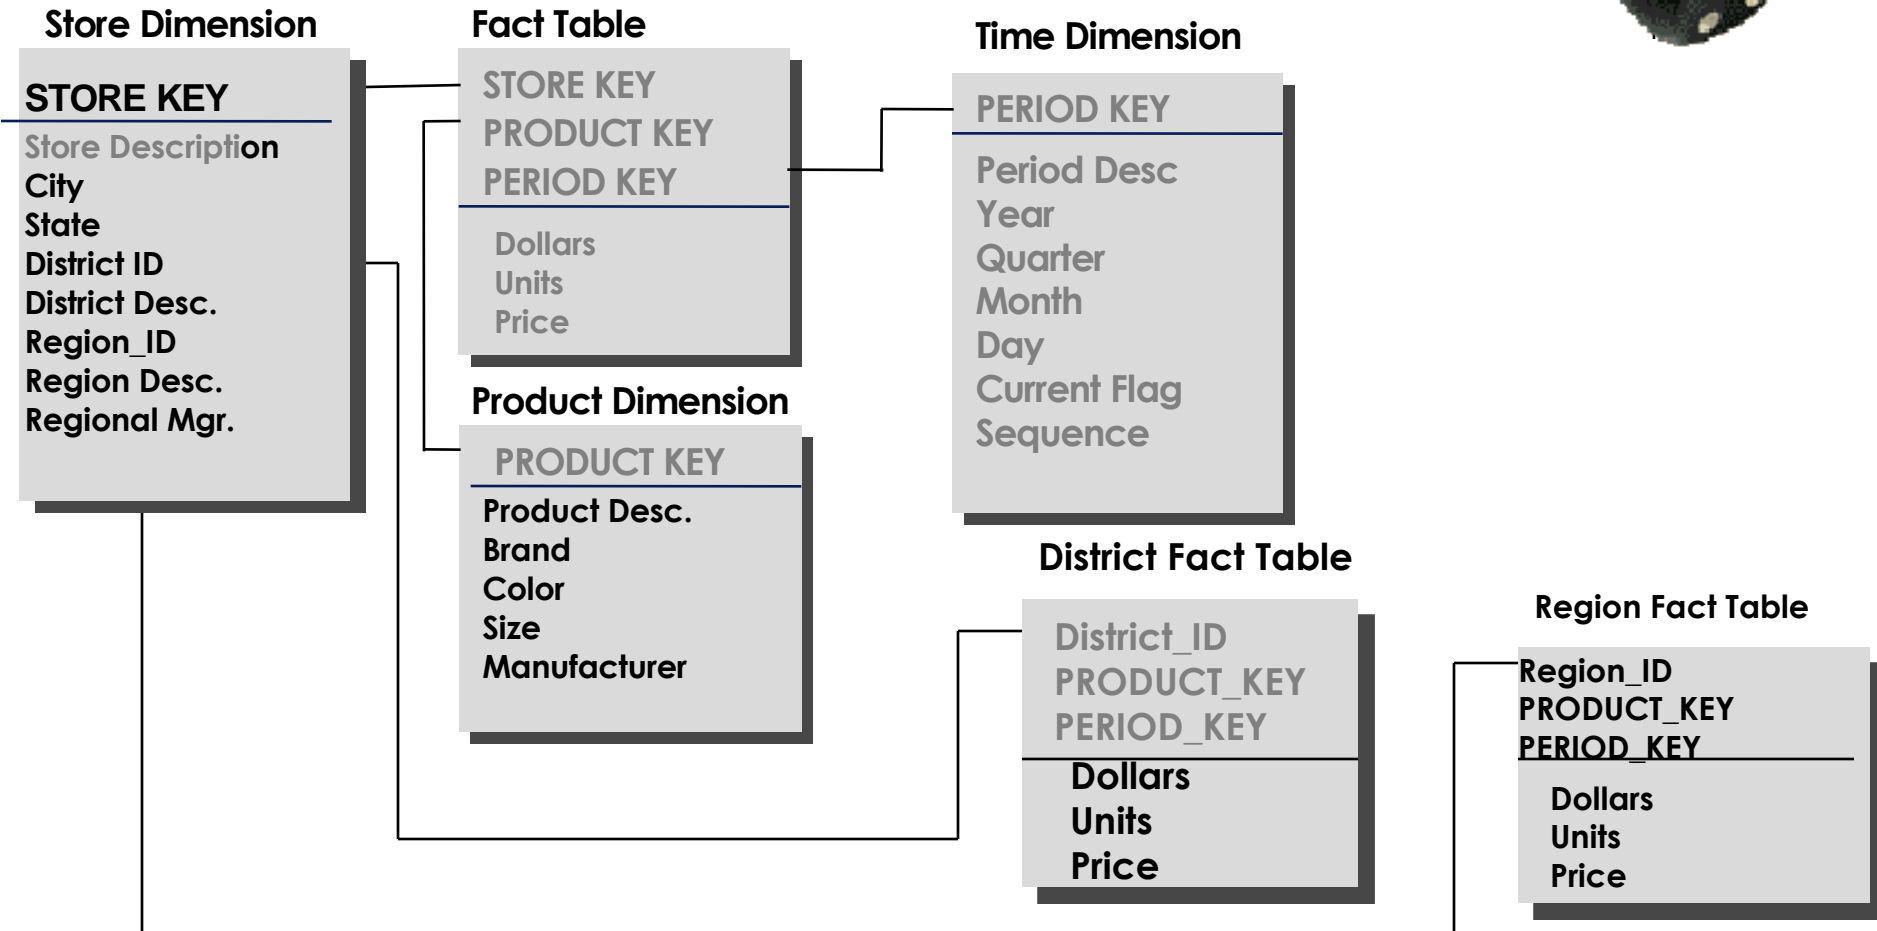 Store Dimension
STORE KEY
Store Description
City
State
District ID
District Desc.
Region_ID
Region Desc.
Regional Mgr.
Fact Table
STORE KEY
PRODUCT KEY
PERIOD KEY
Dollars
Units
Price
Product Dimension
PRODUCT KEY
Product Desc.
Brand
Color
Size
Manufacturer
Time Dimension
PERIOD KEY
Period Desc
Year
Quarter
Month
Day
Current Flag
Sequence
District Fact Table
District_ID
PRODUCT_KEY
PERIOD_KEY
Dollars
Units
Price
Region Fact Table
Region_ID
PRODUCT_KEY
PERIOD_KEY
Dollars
Units
Price